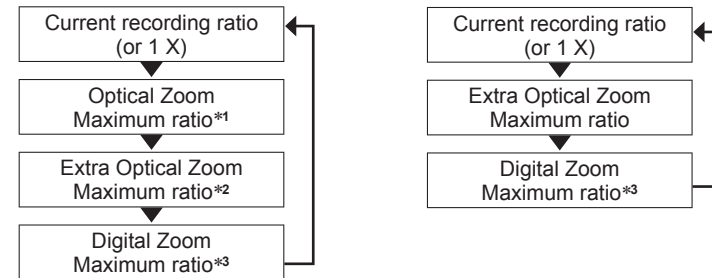 Current recording ratio
(or 1 X)
Optical Zoom
Maximum ratio*1
Extra Optical Zoom
Maximum ratio*2
Digital Zoom
Maximum ratio*3
Current recording ratio
(or 1 X)
Extra Optical Zoom
Maximum ratio
Digital Zoom
Maximum ratio*3